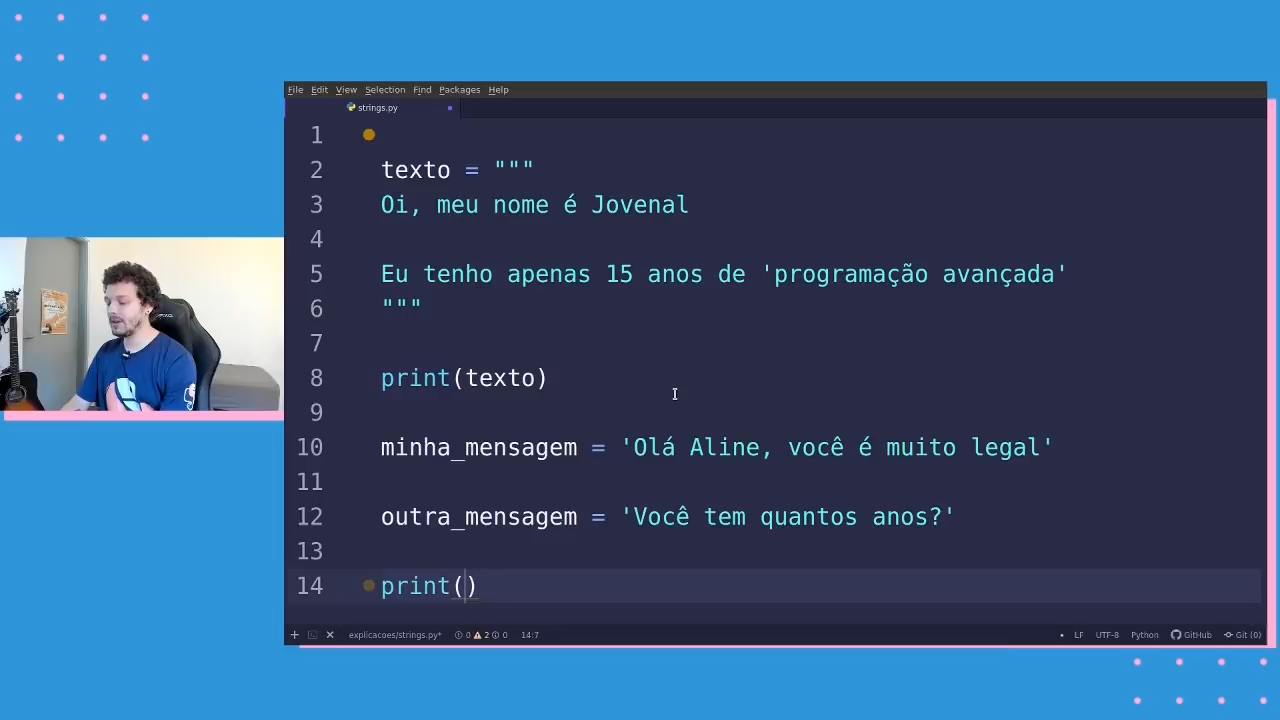 File Edit View Selection Find Packages Help
strings.py
1
2 texto = """
3 Oi, meu nome é Jovenal
4
5 Eu tenho apenas 15 anos de 'programação avançada'
6 """
7
8 print(texto)
9
10 minha_mensagem = 'Olá Aline, você é muito legal'
11
12 outra_mensagem = 'Você tem quantos anos?'
13
14 print()
explicacoes/strings.py* 0 2 0 14:7 LF UTF-8 Python GitHub Git (0)